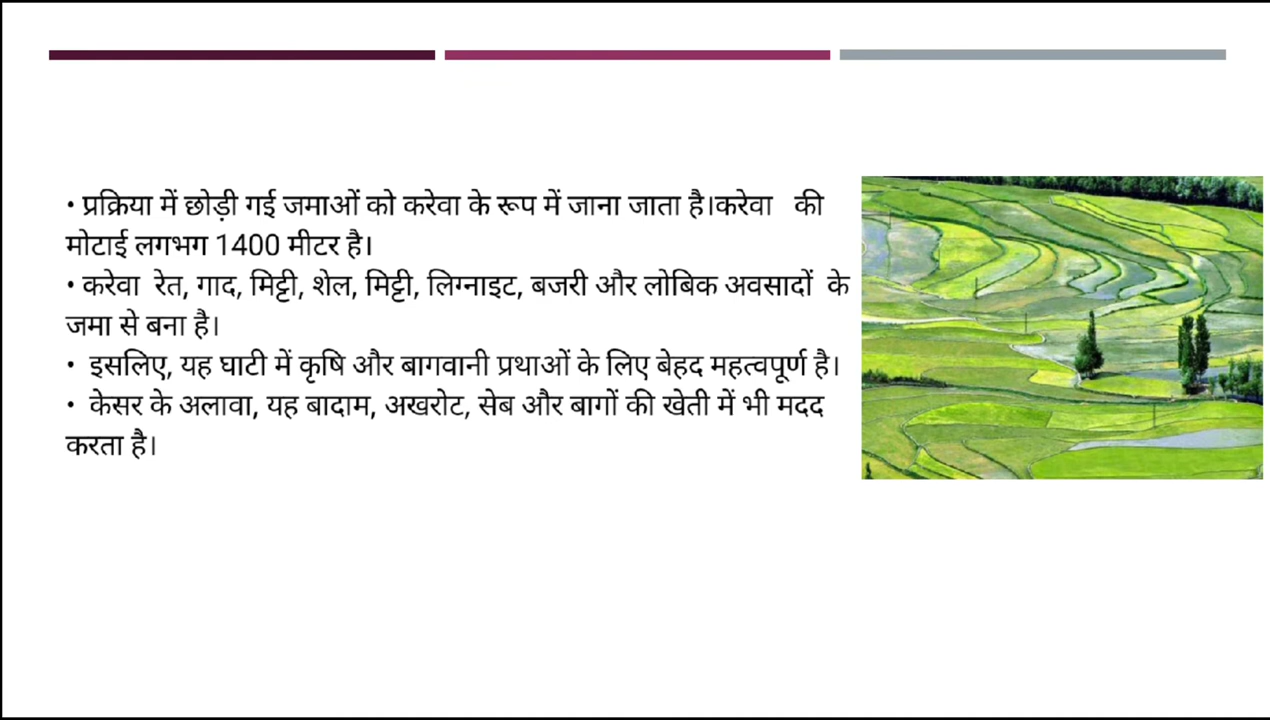 • प्रक्रिया में छोड़ी गई जमाओं को करेवा के रूप में जाना जाता है।करेवा की
मोटाई लगभग 1400 मीटर है।
• करेवा रेत, गाद, मिट्टी, शेल, मिट्टी, लिग्नाइट, बजरी और लोबिक अवसादों के
जमा से बना है।
• इसलिए, यह घाटी में कृषि और बागवानी प्रथाओं के लिए बेहद महत्वपूर्ण है।
• केसर के अलावा, यह बादाम, अखरोट, सेब और बागों की खेती में भी मदद
करता है।